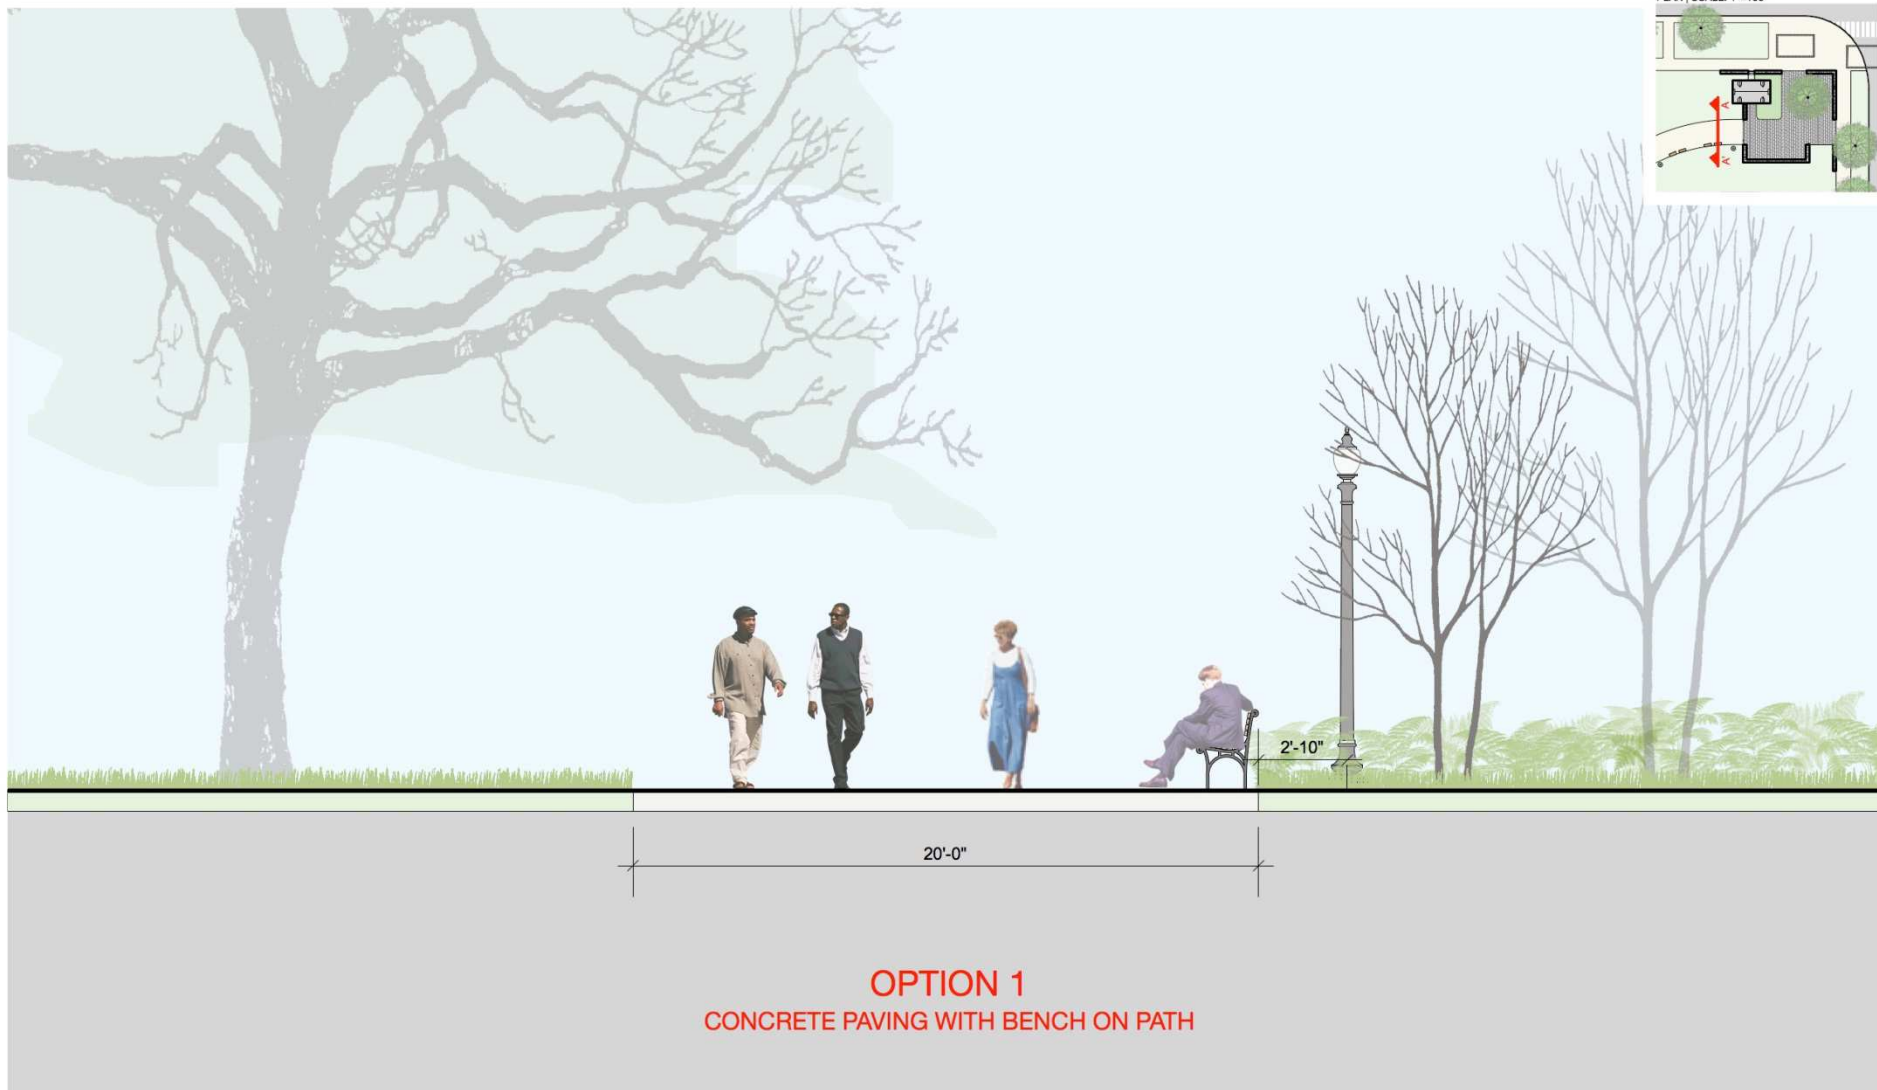 A
A'
2'-10"
20'-0"
OPTION 1
CONCRETE PAVING WITH BENCH ON PATH